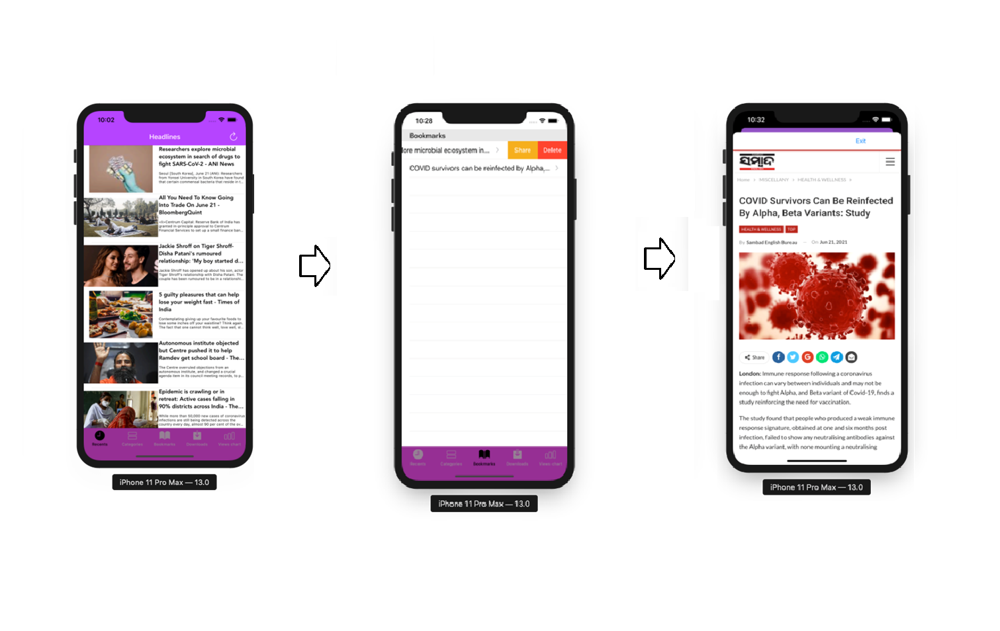 10:02
Headlines
Researchers explore microbial
ecosystem in search of drugs to
fight SARS-CoV-2 - ANI News
Seoul [South Korea], June 21 (ANI): Researchers
from Yonsei University in South Korea have found
that certain commensal bacteria that reside in t...
All You Need To Know Going
Into Trade On June 21 -
BloombergQuint
<li>Centrum Capital: Reserve Bank of India has
granted in-principle approval to Centrum
Financial Services to set up a small finance ban...
Jackie Shroff on Tiger Shroff-
Disha Patani's rumoured
relationship: 'My boy started d...
Jackie Shroff has opened up about his son, actor
Tiger Shroff's relationship with Disha Patani. The
couple has been rumoured to be in a relationshi...
5 guilty pleasures that can help
lose your weight fast - Times of
India
Contemplating giving up your favourite foods to
lose some inches off your waistline? Think again.
The fact that one cannot think well, love well, sl...
Autonomous institute objected
but Centre pushed it to help
Ramdev get school board - The...
The Centre overruled objections from an
autonomous institute, and changed a crucial
agenda item in its council meeting records, to p...
Epidemic is crawling or in
retreat: Active cases falling in
90% districts across India - The...
While more than 50,000 new cases of coronavirus
infections are still being detected across the
country every day, almost 90 per cent of the av...
Recents
Categories
Bookmarks
Downloads
Views chart
iPhone 11 Pro Max — 13.0
10:28
Bookmarks
lore microbial ecosystem in.... Share Delete
COVID survivors can be reinfected by Alpha,...
Recents
Categories
Bookmarks
Downloads
Views chart
iPhone 11 Pro Max — 13.0
10:32
Exit
ସମ୍ବାଦ
Home > MISCELLANY > HEALTH & WELLNESS >
COVID Survivors Can Be Reinfected
By Alpha, Beta Variants: Study
HEALTH & WELLNESS TOP
By Sambad English Bureau — On Jun 21, 2021
Share
London: Immune response following a coronavirus
infection can vary between individuals and may not be
enough to fight Alpha, and Beta variant of Covid-19, finds a
study reinforcing the need for vaccination.
The study found that people who produced a weak immune
response signature, obtained at one and six months post
infection, failed to show any neutralising antibodies against
the Alpha variant, with none mounting a neutralising
iPhone 11 Pro Max — 13.0